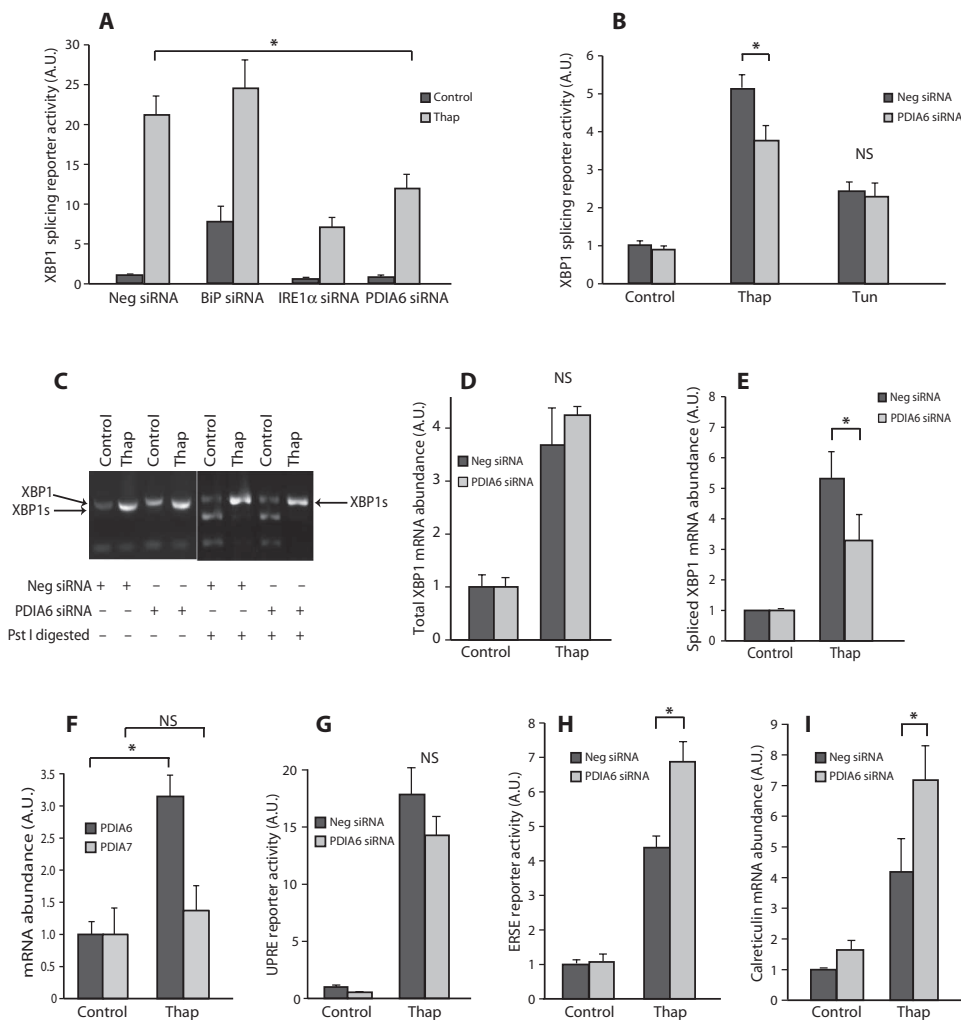 A
XBP1 splicing reporter activity (A.U.)
30
25
20
15
10
5
0
*
Control
Thap
Neg siRNA BiP siRNA IRE1α siRNA PDIA6 siRNA
B
XBP1 splicing reporter activity (A.U.)
6
5
4
3
2
1
0
*
NS
Neg siRNA
PDIA6 siRNA
Control Thap Tun
C
Control Thap Control Thap Control Thap Control Thap
XBP1
XBP1s
XBP1s
Neg siRNA + + – – + + – –
PDIA6 siRNA – – + + – – + +
Pst I digested – – – – + + + +
D
Total XBP1 mRNA abundance (A.U.)
4
3
2
1
0
NS
Neg siRNA
PDIA6 siRNA
Control Thap
E
Spliced XBP1 mRNA abundance (A.U.)
8
7
6
5
4
3
2
1
0
*
Neg siRNA
PDIA6 siRNA
Control Thap
F
mRNA abundance (A.U.)
3.5
3.0
2.5
2.0
1.5
1.0
0.5
0.0
NS
*
PDIA6
PDIA7
Control Thap
G
UPRE reporter activity (A.U.)
20
15
10
5
0
NS
Neg siRNA
PDIA6 siRNA
Control Thap
H
ERSE reporter activity (A.U.)
8
7
6
5
4
3
2
1
0
*
Neg siRNA
PDIA6 siRNA
Control Thap
I
Calreticulin mRNA abundance (A.U.)
9
8
7
6
5
4
2
1
0
*
Neg siRNA
PDIA6 siRNA
Control Thap